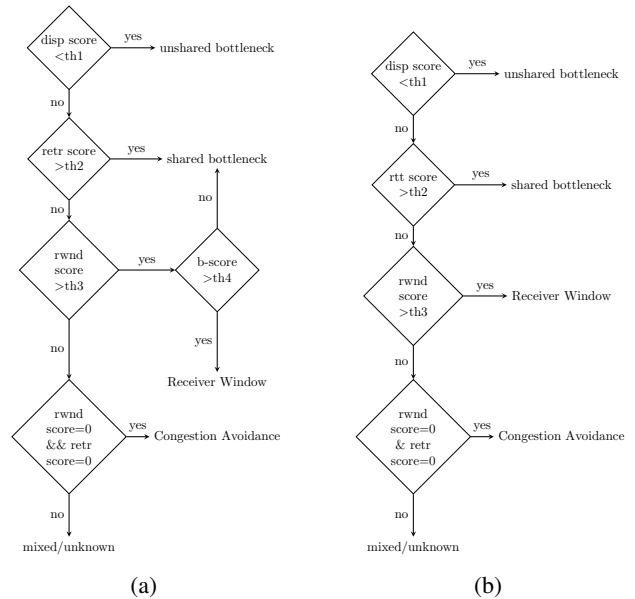 disp score
<th1
yes
unshared bottleneck
no
retr score
>th2
yes
shared bottleneck
no
rwnd
score
>th3
yes
no
b-score
>th4
yes
Receiver Window
no
rwnd
score=0
&& retr
score=0
yes
Congestion Avoidance
no
mixed/unknown
(a)
disp score
<th1
yes
unshared bottleneck
no
rtt score
>th2
yes
shared bottleneck
no
rwnd
score
>th3
yes
Receiver Window
no
rwnd
score=0
& retr
score=0
yes
Congestion Avoidance
no
mixed/unknown
(b)